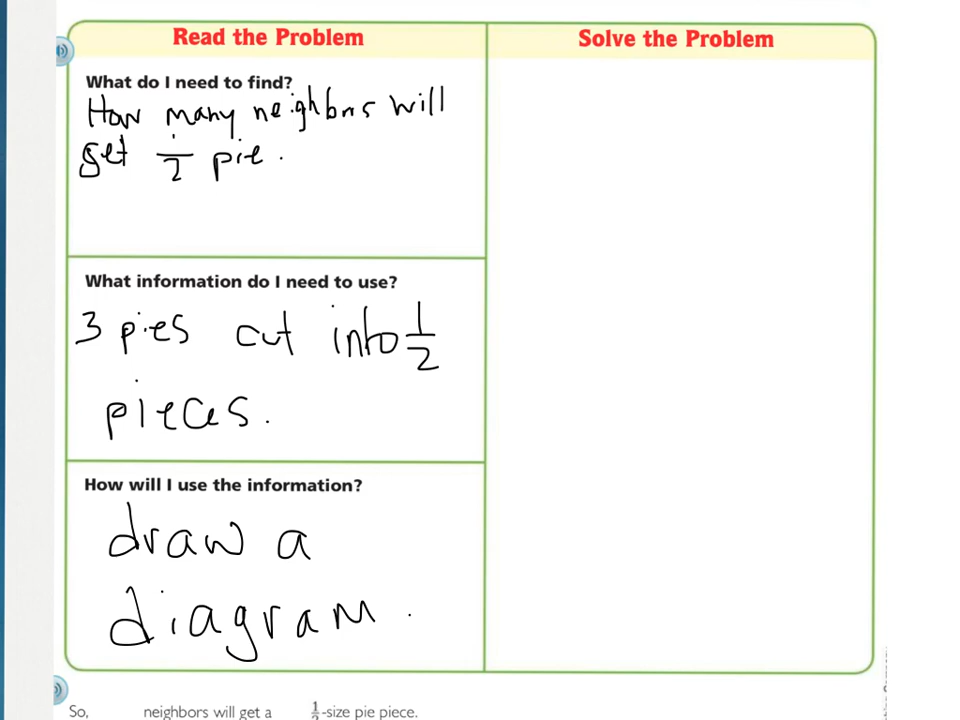 Read the Problem
Solve the Problem
What do I need to find?
How many neighbors will
get 1/2 pie.
What information do I need to use?
3 pies cut into 1/2
pieces.
How will I use the information?
draw a
diagram.
So, neighbors will get a 1/2-size pie piece.